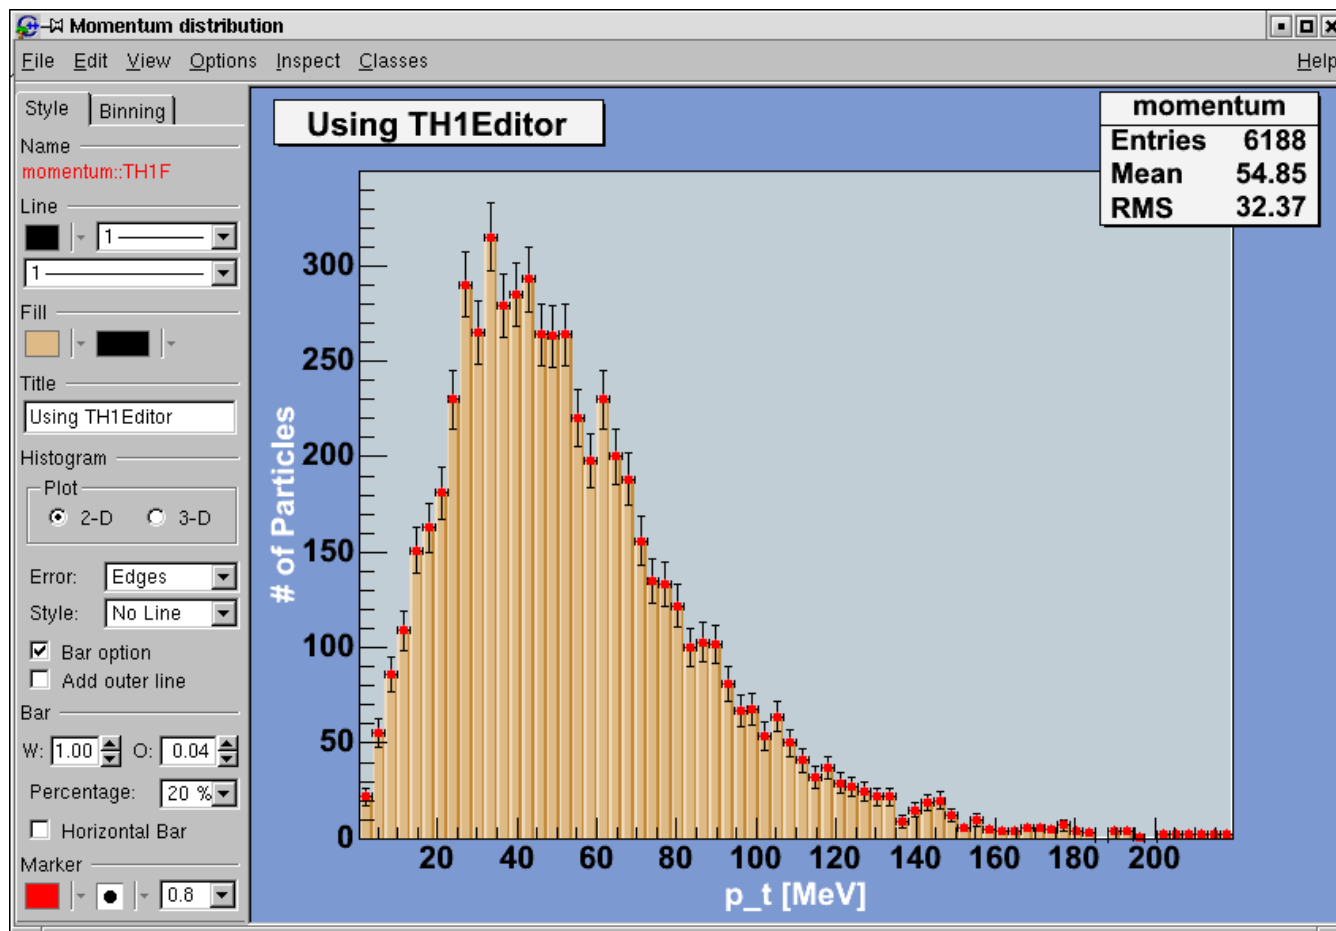 Momentum distribution
File Edit View Options Inspect Classes Help
Style Binning
Name
momentum::TH1F
Line
1
1
Fill
Title
Using TH1Editor
Histogram
Plot
2-D 3-D
Error: Edges
Style: No Line
Bar option
Add outer line
Bar
W: 1.00 O: 0.04
Percentage: 20 %
Horizontal Bar
Marker
0.8
Using TH1Editor
momentum
Entries 6188
Mean 54.85
RMS 32.37
# of Particles
300
250
200
150
100
50
0
20 40 60 80 100 120 140 160 180 200
p_t [MeV]